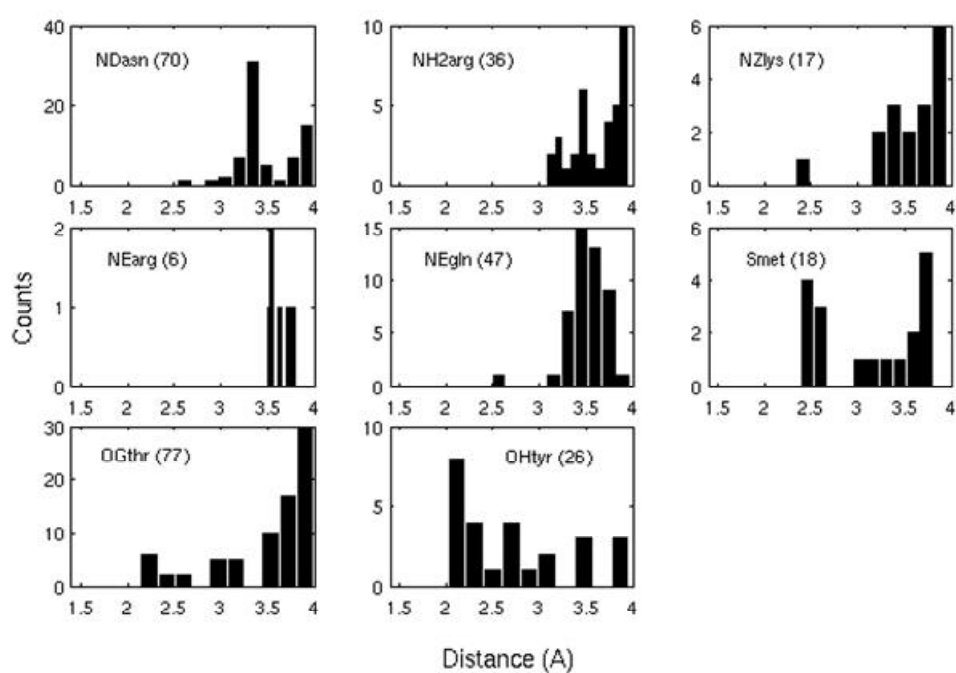 40
NDasn (70)
20
0
1.5 2 2.5 3 3.5 4
10
NH2arg (36)
5
0
1.5 2 2.5 3 3.5 4
6
NZlys (17)
4
2
0
1.5 2 2.5 3 3.5 4
2
NEarg (6)
1
0
1.5 2 2.5 3 3.5 4
15
NEgln (47)
10
5
0
1.5 2 2.5 3 3.5 4
6
Smet (18)
4
2
0
1.5 2 2.5 3 3.5 4
Counts
30
OGthr (77)
20
10
0
1.5 2 2.5 3 3.5 4
10
OHtyr (26)
5
0
1.5 2 2.5 3 3.5 4
Distance (A)